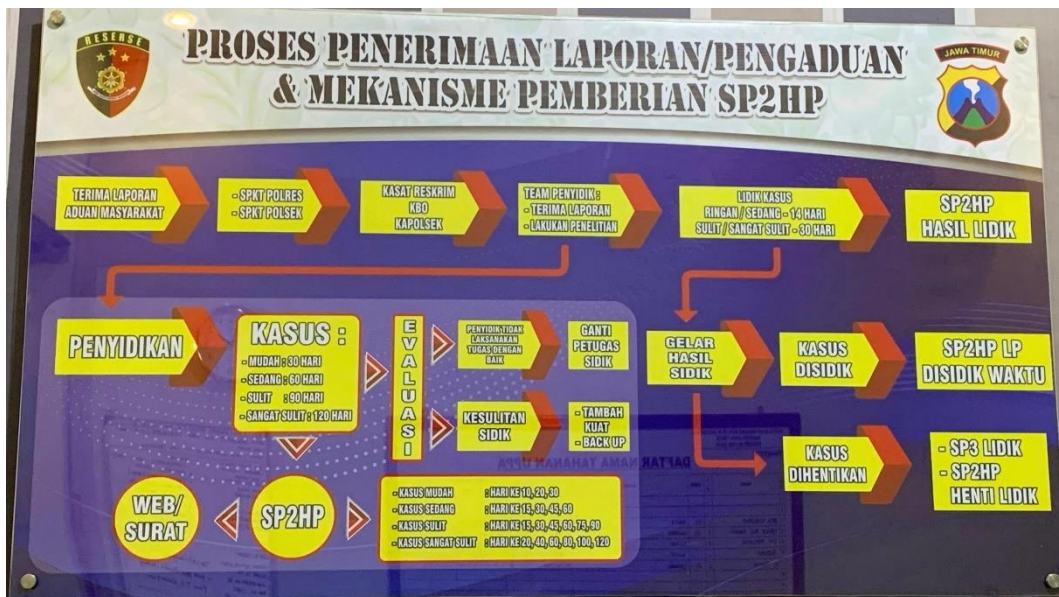 RESERSE
PROSES PENERIMAAN LAPORAN/PENGADUAN
& MEKANISME PEMBERIAN SP2HP
JAWA TIMUR
TERIMA LAPORAN
ADUAN MASYARAKAT
- SPKT POLRES
- SPKT POLSEK
KASAT RESKRIM
KBO
KAPOLSEK
TEAM PENYIDIK :
- TERIMA LAPORAN
- LAKUKAN PENELITIAN
LIDIK KASUS
RINGAN / SEDANG - 14 HARI
SULIT / SANGAT SULIT - 30 HARI
SP2HP
HASIL LIDIK
PENYIDIKAN
KASUS :
- MUDAH : 30 HARI
- SEDANG : 60 HARI
- SULIT : 90 HARI
- SANGAT SULIT : 120 HARI
EVALUASI
PENYIDIK TIDAK
LAKSANAKAN
TUGAS DENGAN
BAIK
GANTI
PETUGAS
SIDIK
KESULITAN
SIDIK
- TAMBAH
KUAT
- BACK UP
GELAR
HASIL
SIDIK
KASUS
DISIDIK
SP2HP LP
DISIDIK WAKTU
KASUS
DIHENTIKAN
- SP3 LIDIK
- SP2HP
HENTI LIDIK
WEB/
SURAT
SP2HP
- KASUS MUDAH : HARI KE 10, 20, 30
- KASUS SEDANG : HARI KE 15, 30, 45, 60
- KASUS SULIT : HARI KE 15, 30, 45, 60, 75, 90
- KASUS SANGAT SULIT : HARI KE 20, 40, 60, 80, 100, 120
DAFTAR NAMA TAHANAN UPPA